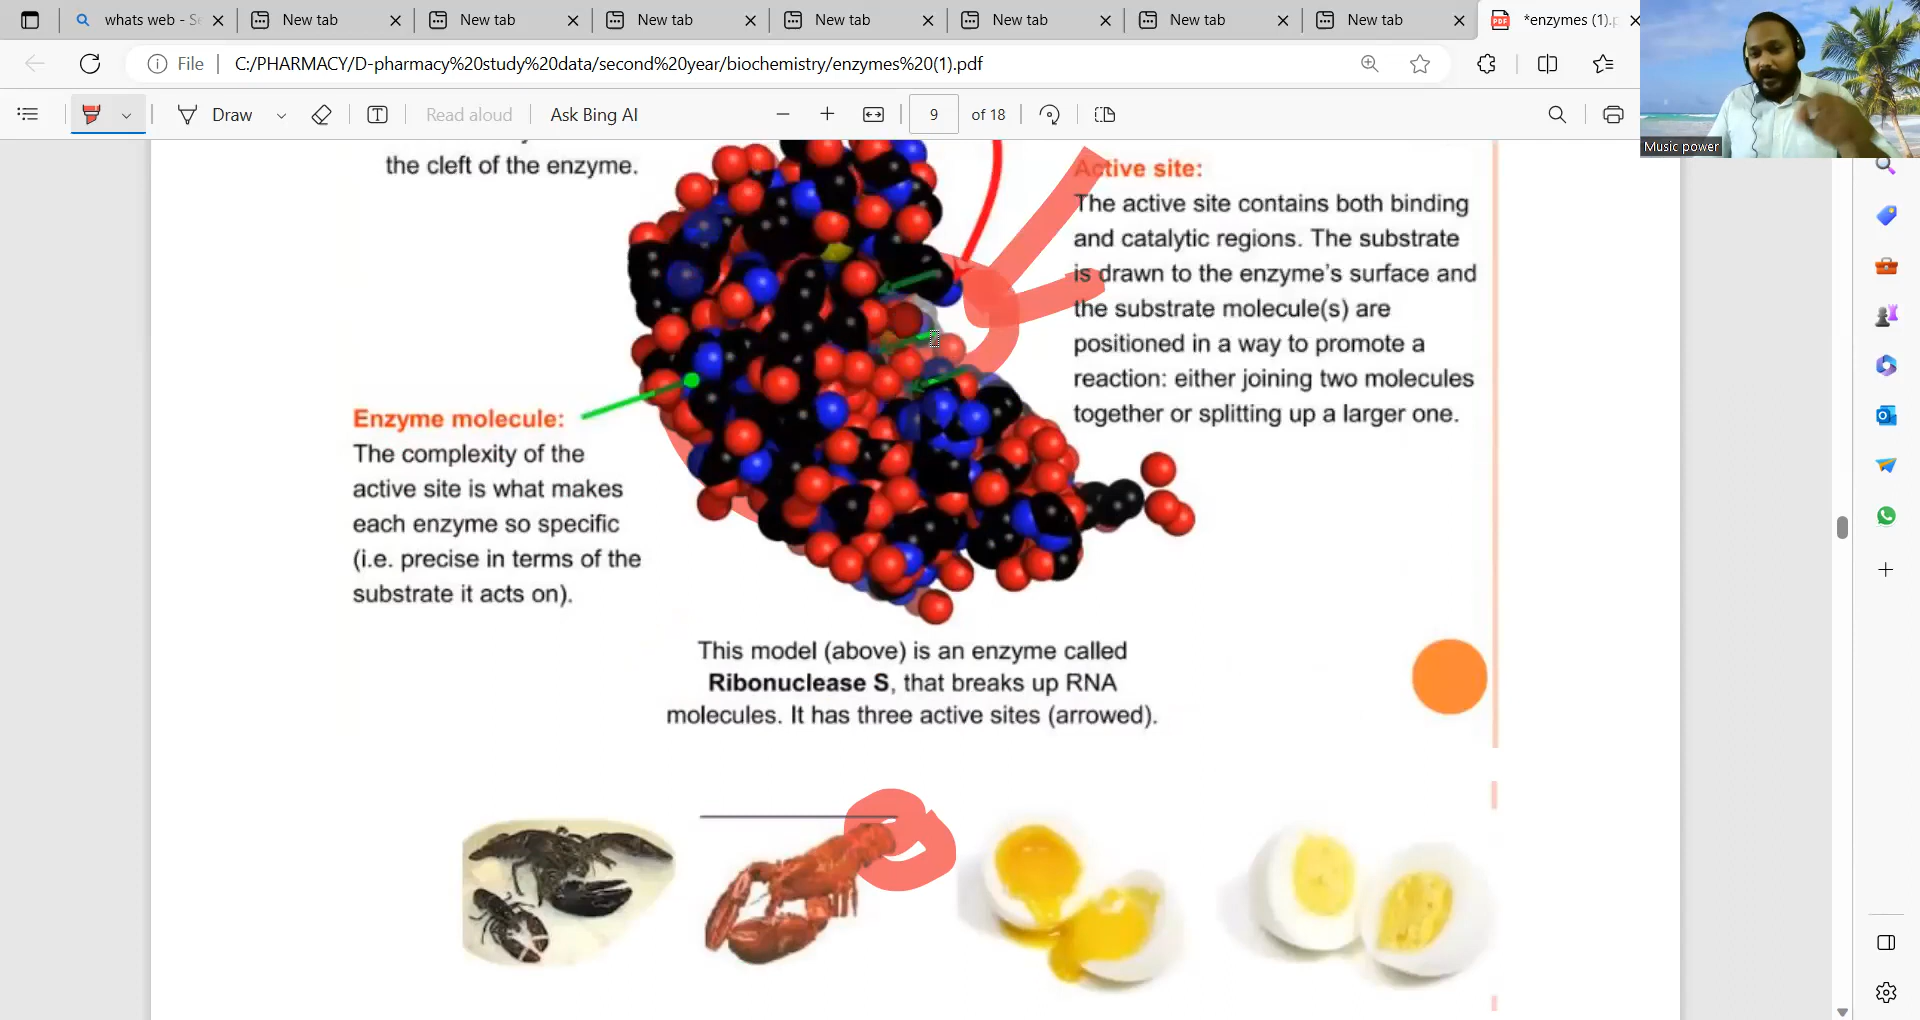 whats web - S
New tab
New tab
New tab
New tab
New tab
New tab
New tab
*enzymes (1).p
File
C:/PHARMACY/D-pharmacy%20study%20data/second%20year/biochemistry/enzymes%20(1).pdf
Draw
Read aloud
Ask Bing AI
9 of 18
Music power
the cleft of the enzyme.
Active site:
The active site contains both binding
and catalytic regions. The substrate
is drawn to the enzyme's surface and
the substrate molecule(s) are
positioned in a way to promote a
reaction: either joining two molecules
together or splitting up a larger one.
Enzyme molecule:
The complexity of the
active site is what makes
each enzyme so specific
(i.e. precise in terms of the
substrate it acts on).
This model (above) is an enzyme called
Ribonuclease S, that breaks up RNA
molecules. It has three active sites (arrowed).